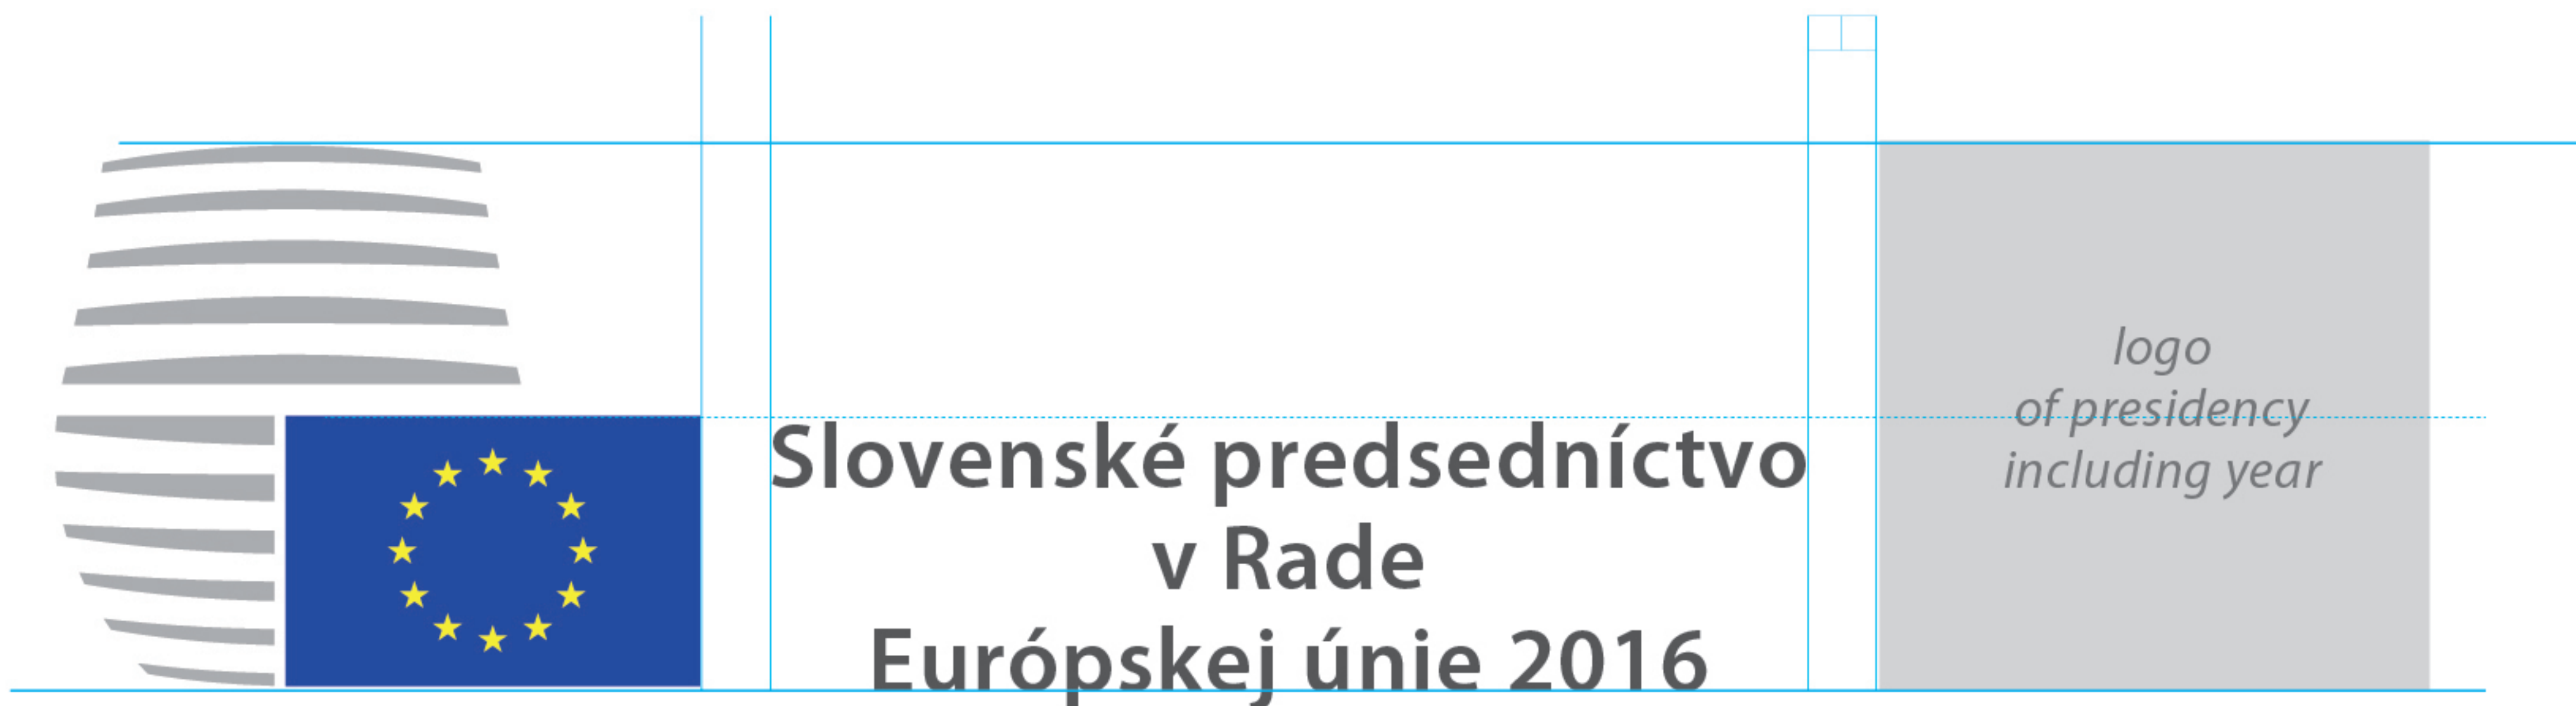 Slovenské predsedníctvo
v Rade
Európskej únie 2016
logo
of presidency
including year